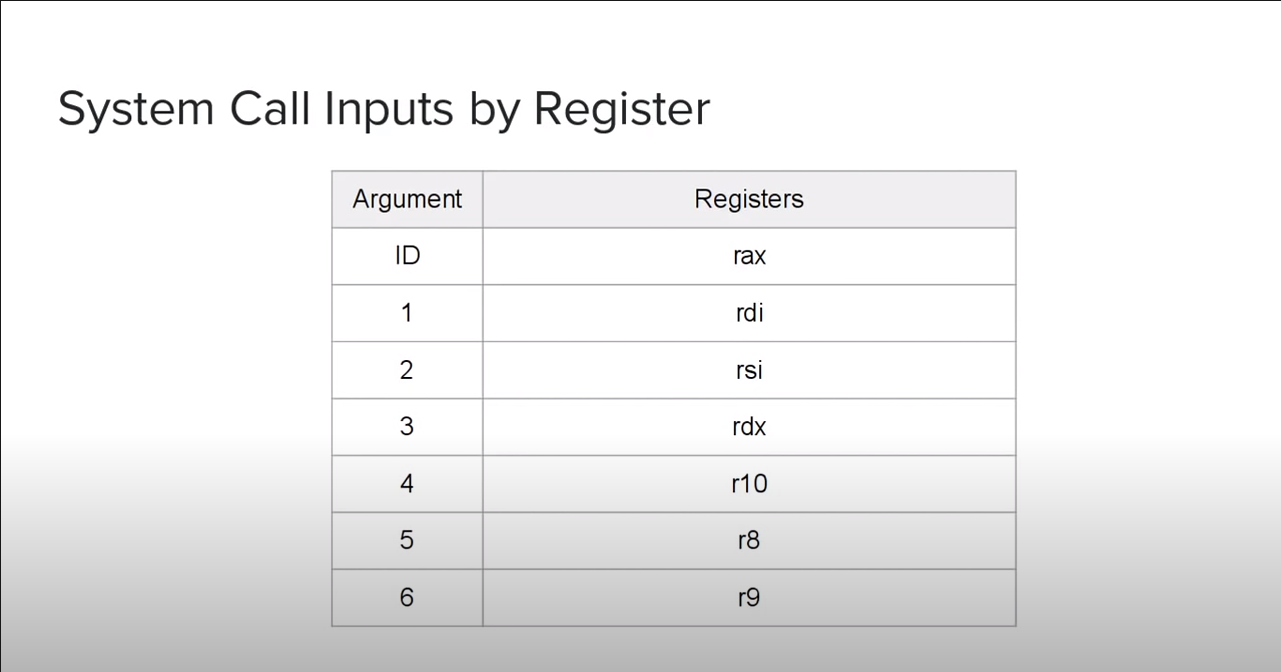 System Call Inputs by Register
Argument Registers
ID rax
1 rdi
2 rsi
3 rdx
4 r10
5 r8
6 r9